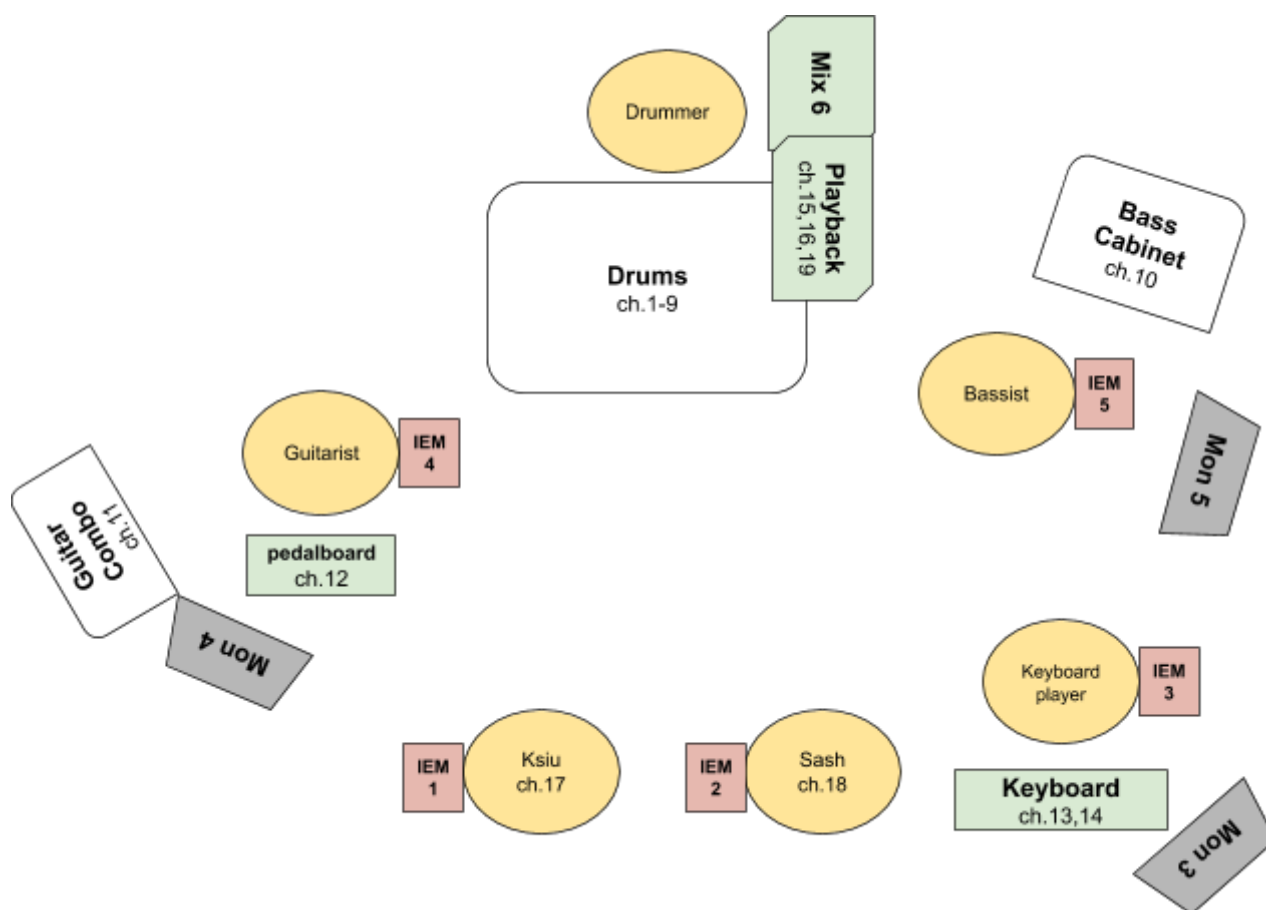 Drummer
Mix 6
Playback
ch.15,16,19
Drums
ch.1-9
Bass
Cabinet
ch.10
Bassist
IEM
5
Mon 5
Guitarist
IEM
4
Guitar
Combo
ch.11
pedalboard
ch.12
Mon 4
Keyboard
player
IEM
3
IEM
1
Ksiu
ch.17
IEM
2
Sash
ch.18
Keyboard
ch.13,14
Mon 3